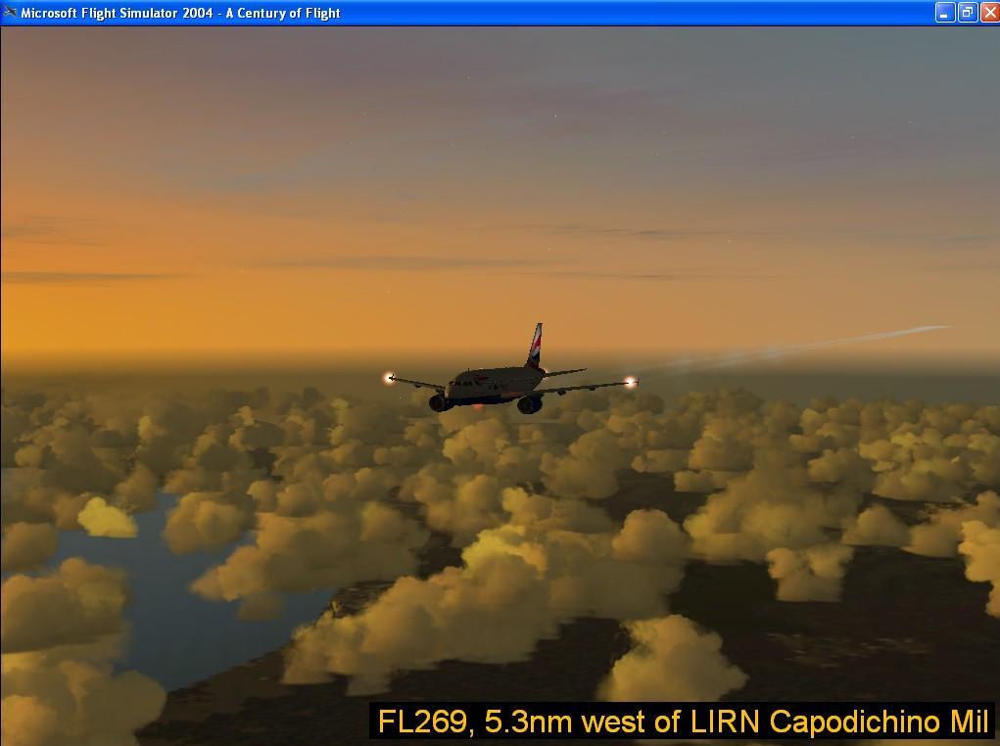 Microsoft Flight Simulator 2004 - A Century of Flight
FL269, 5.3nm west of LIRN Capodichino Mil